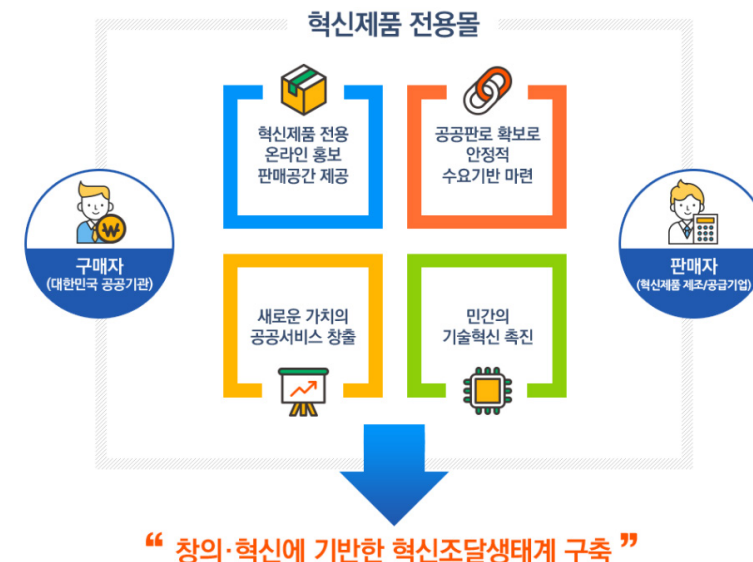 혁신제품 전용몰
혁신제품 전용
온라인 홍보
판매공간 제공
공공판로 확보로
안정적
수요기반 마련
구매자
(대한민국 공공기관)
판매자
(혁신제품 제조/공급기업)
새로운 가치의
공공서비스 창출
민간의
기술혁신 촉진
“ 창의·혁신에 기반한 혁신조달생태계 구축 ”